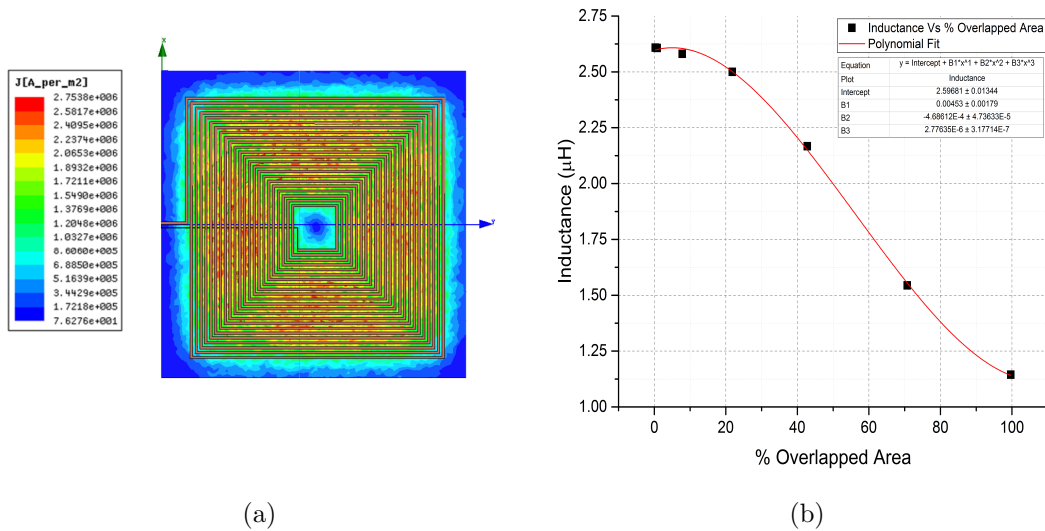 J[A_per_m2]
2.7538e+006
2.5817e+006
2.4095e+006
2.2374e+006
2.0653e+006
1.8932e+006
1.7211e+006
1.5490e+006
1.3769e+006
1.2048e+006
1.0327e+006
8.6060e+005
6.8850e+005
5.1639e+005
3.4429e+005
1.7218e+005
7.6276e+001
x
Y
(a)
2.75
2.50
2.25
2.00
1.75
1.50
1.25
1.00
Inductance (μH)
0 20 40 60 80 100
% Overlapped Area
Inductance Vs % Overlapped Area
Polynomial Fit
Equation y = Intercept + B1*x^1 + B2*x^2 + B3*x^3
Plot Inductance
Intercept 2.59681 ± 0.01344
B1 0.00453 ± 0.00179
B2 -4.68612E-4 ± 4.73633E-5
B3 2.77635E-6 ± 3.17714E-7
(b)